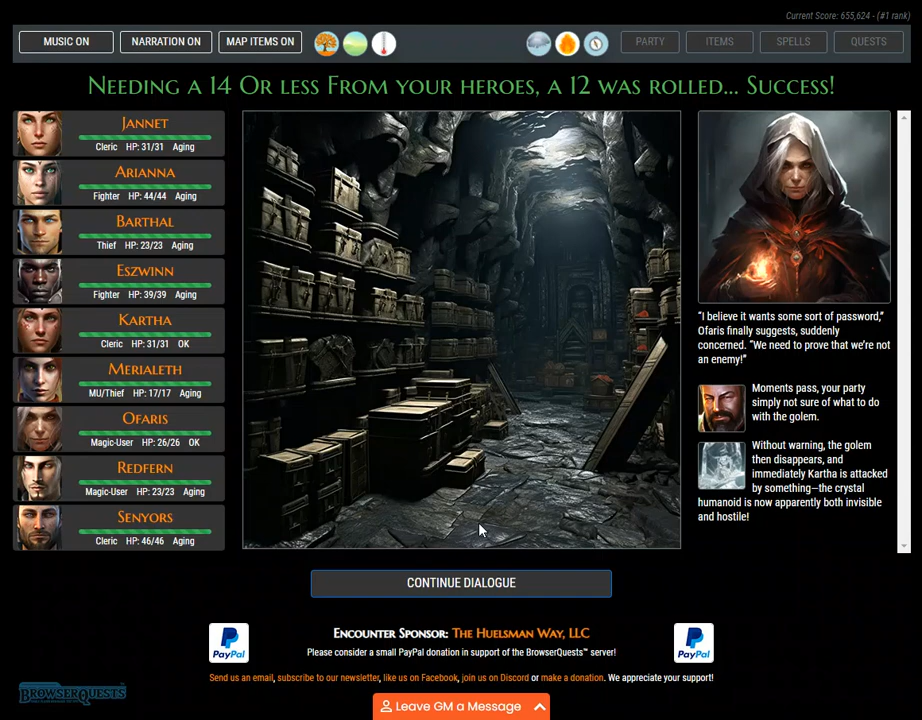 Current Score: 655,624 - (#1 rank)
MUSIC ON
NARRATION ON
MAP ITEMS ON
PARTY
ITEMS
SPELLS
QUESTS
Needing a 14 Or less From your heroes, a 12 was rolled... Success!
Jannet
Cleric HP: 31/31 Aging
Arianna
Fighter HP: 44/44 Aging
Barthal
Thief HP: 23/23 Aging
Eszwinn
Fighter HP: 39/39 Aging
Kartha
Cleric HP: 31/31 OK
Merialeth
MU/Thief HP: 17/17 Aging
Ofaris
Magic-User HP: 26/26 OK
Redfern
Magic-User HP: 23/23 Aging
Senyors
Cleric HP: 46/46 Aging
“I believe it wants some sort of password,”
Ofaris finally suggests, suddenly
concerned. “We need to prove that we’re not
an enemy!”
Moments pass, your party
simply not sure of what to do
with the golem.
Without warning, the golem
then disappears, and
immediately Kartha is attacked
by something—the crystal
humanoid is now apparently both invisible
and hostile!
CONTINUE DIALOGUE
PayPal
Encounter Sponsor: The Huelsman Way, LLC
Please consider a small PayPal donation in support of the BrowserQuests™ server!
PayPal
Send us an email, subscribe to our newsletter, like us on Facebook, join us on Discord or make a donation. We appreciate your support!
BrowserQuests
Leave GM a Message